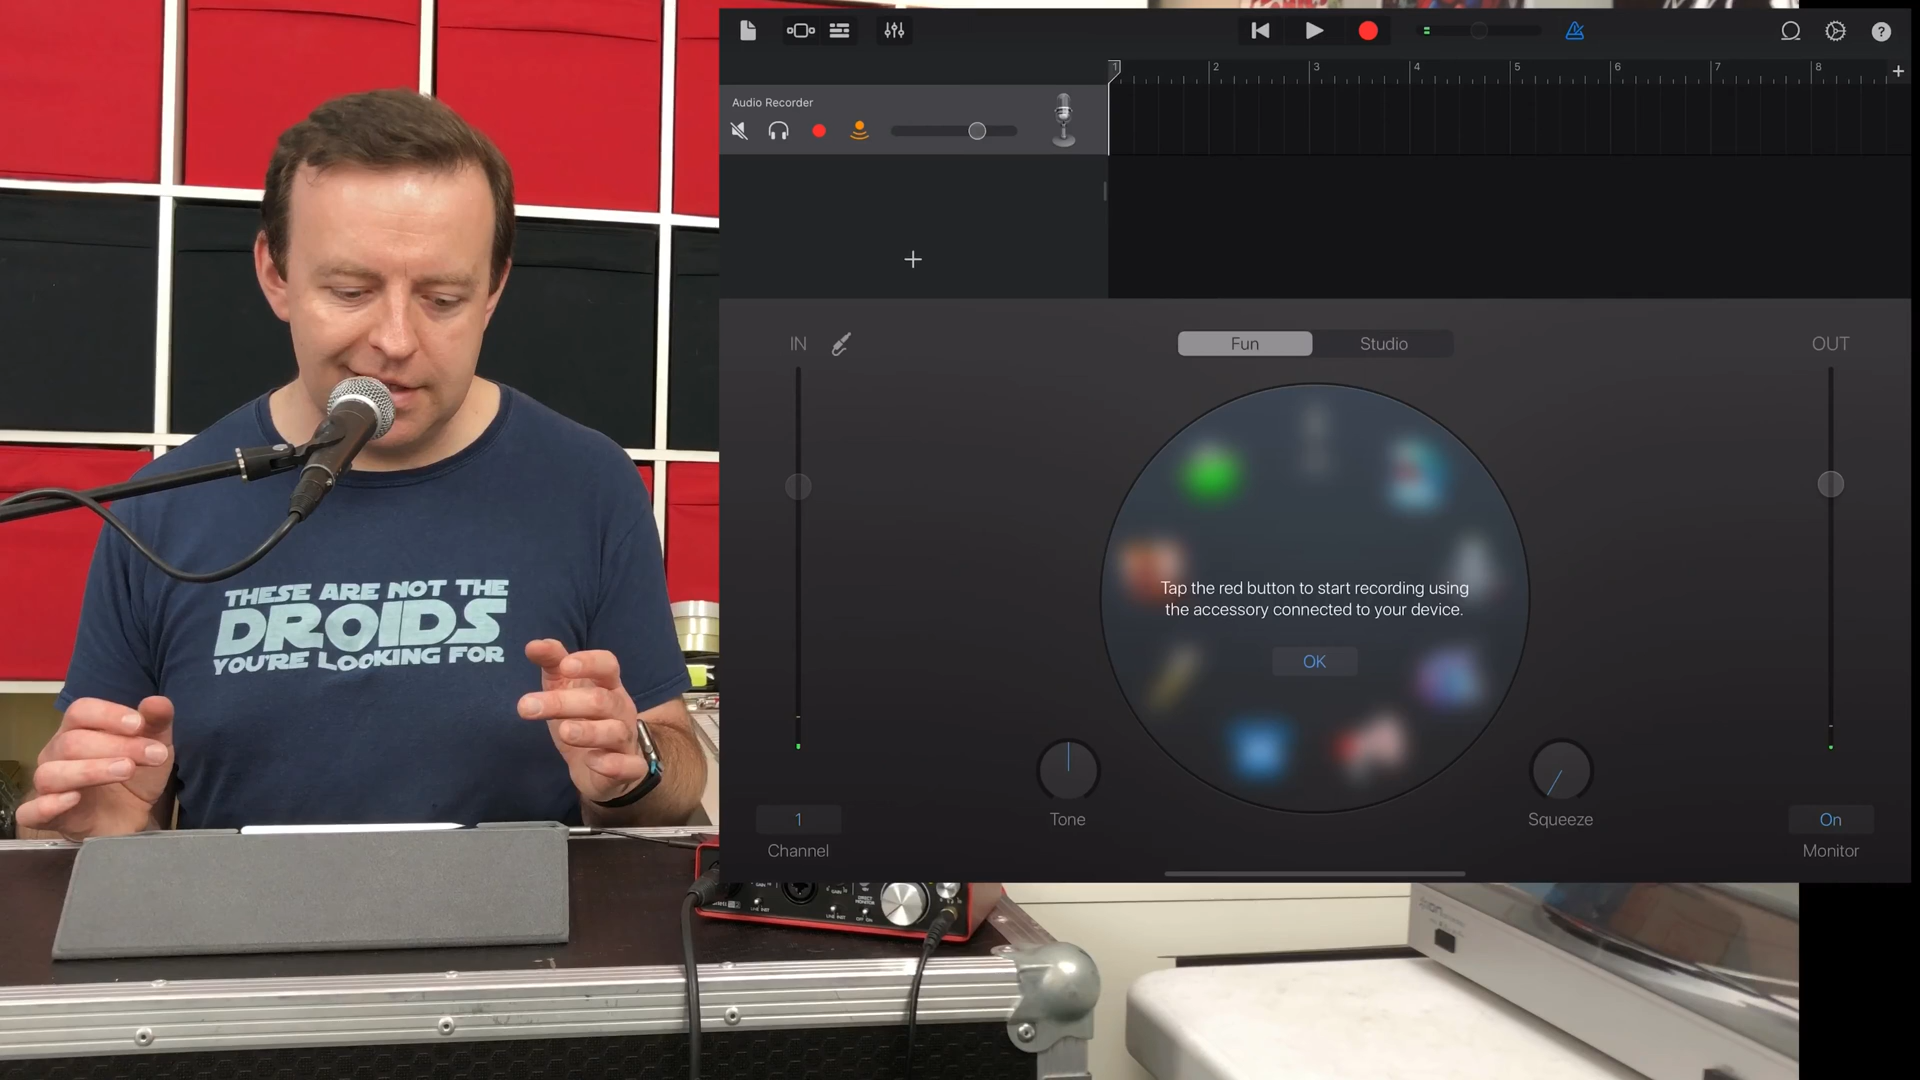 1
2
3
4
5
6
7
8
Audio Recorder
IN
Fun
Studio
OUT
Tap the red button to start recording using
the accessory connected to your device.
OK
Tone
Squeeze
1
Channel
On
Monitor
THESE ARE NOT THE
DROIDS
YOU'RE LOOKING FOR